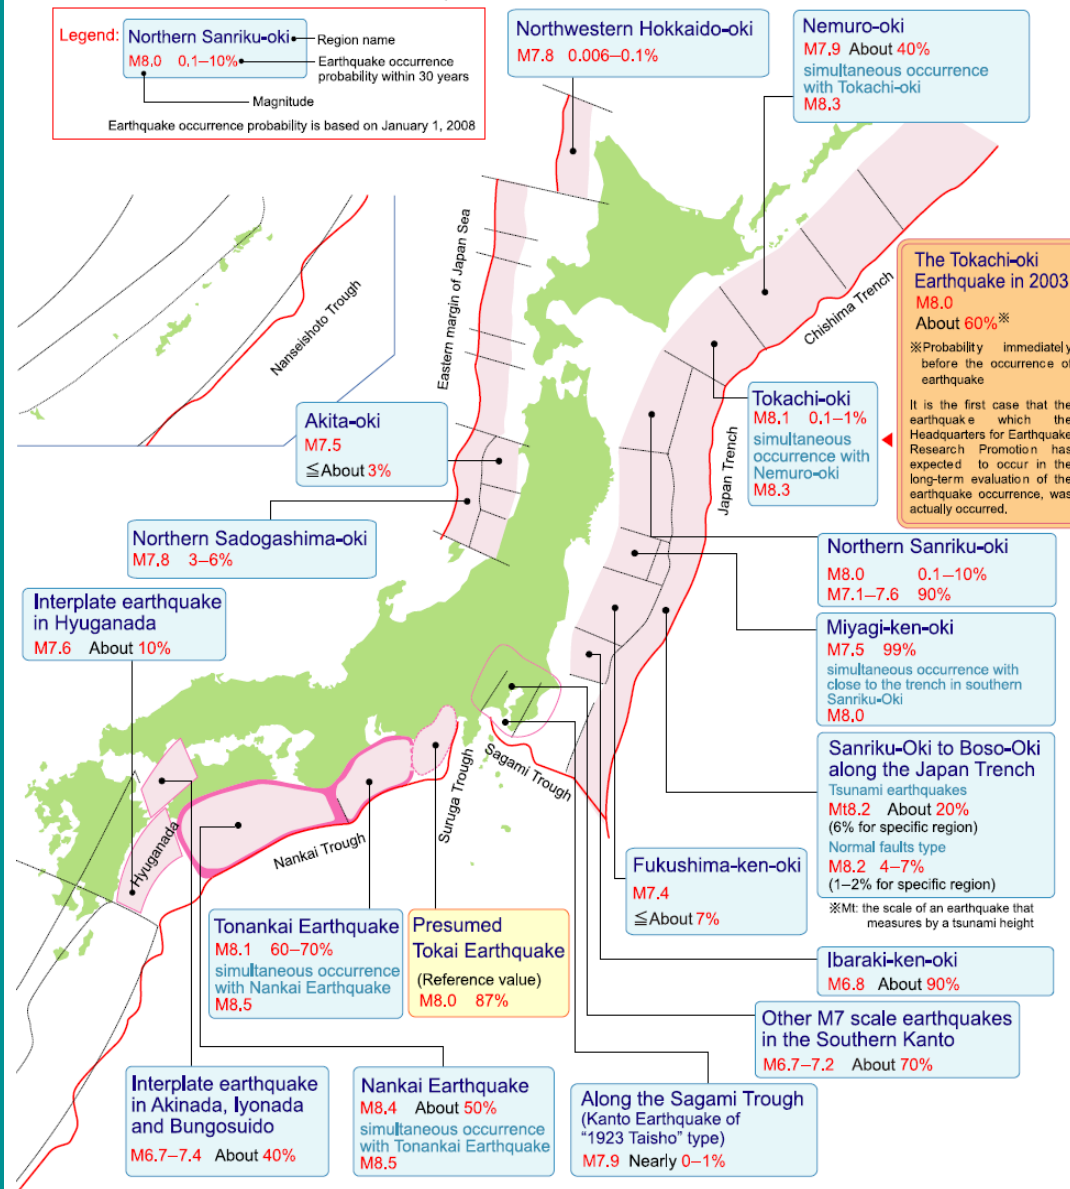 Legend:
Northern Sanriku-oki
M8.0 0.1–10%
Region name
Earthquake occurrence
probability within 30 years
Magnitude
Earthquake occurrence probability is based on January 1, 2008
Northwestern Hokkaido-oki
M7.8 0.006–0.1%
Nemuro-oki
M7.9 About 40%
simultaneous occurrence
with Tokachi-oki
M8.3
Nanseishoto Trough
Eastern margin of Japan Sea
Chishima Trench
Japan Trench
The Tokachi-oki
Earthquake in 2003
M8.0
About 60%※
※Probability immediately
before the occurrence of
earthquake
It is the first case that the
earthquake which the
Headquarters for Earthquake
Research Promotion has
expected to occur in the
long-term evaluation of the
earthquake occurrence, was
actually occurred.
Tokachi-oki
M8.1 0.1–1%
simultaneous
occurrence with
Nemuro-oki
M8.3
Akita-oki
M7.5
≦About 3%
Northern Sadogashima-oki
M7.8 3–6%
Northern Sanriku-oki
M8.0 0.1–10%
M7.1–7.6 90%
Interplate earthquake
in Hyuganada
M7.6 About 10%
Miyagi-ken-oki
M7.5 99%
simultaneous occurrence with
close to the trench in southern
Sanriku-Oki
M8.0
Sanriku-Oki to Boso-Oki
along the Japan Trench
Tsunami earthquakes
Mt8.2 About 20%
(6% for specific region)
Normal faults type
M8.2 4–7%
(1–2% for specific region)
※Mt: the scale of an earthquake that
measures by a tsunami height
Sagami Trough
Suruga Trough
Nankai Trough
Hyuganada
Fukushima-ken-oki
M7.4
≦About 7%
Tonankai Earthquake
M8.1 60–70%
simultaneous occurrence
with Nankai Earthquake
M8.5
Presumed
Tokai Earthquake
(Reference value)
M8.0 87%
Ibaraki-ken-oki
M6.8 About 90%
Other M7 scale earthquakes
in the Southern Kanto
M6.7–7.2 About 70%
Interplate earthquake
in Akinada, Iyonada
and Bungosuido
M6.7–7.4 About 40%
Nankai Earthquake
M8.4 About 50%
simultaneous occurrence
with Tonankai Earthquake
M8.5
Along the Sagami Trough
(Kanto Earthquake of
“1923 Taisho” type)
M7.9 Nearly 0–1%